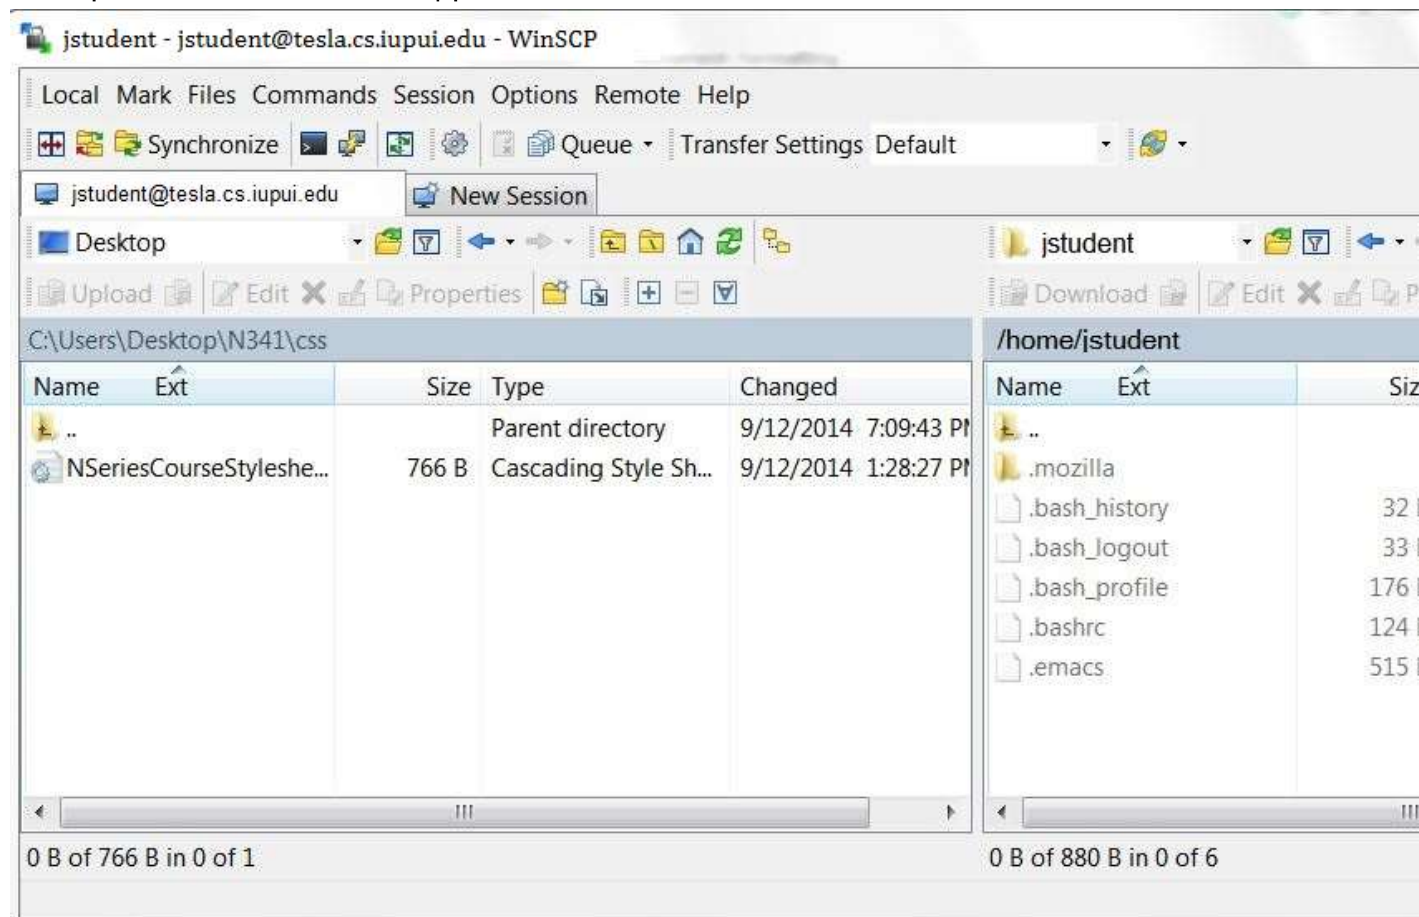 jstudent - jstudent@tesla.cs.iupui.edu - WinSCP
Local Mark Files Commands Session Options Remote Help
Synchronize Queue Transfer Settings Default
jstudent@tesla.cs.iupui.edu New Session
Desktop jstudent
Upload Edit Properties Download Edit P
C:\Users\Desktop\N341\css /home/jstudent
Name Ext Size Type Changed Name Ext Siz
.. Parent directory 9/12/2014 7:09:43 PM ..
NSeriesCourseStyleshe... 766 B Cascading Style Sh... 9/12/2014 1:28:27 PM .mozilla
.bash_history 32
.bash_logout 33
.bash_profile 176
.bashrc 124
.emacs 515
0 B of 766 B in 0 of 1 0 B of 880 B in 0 of 6